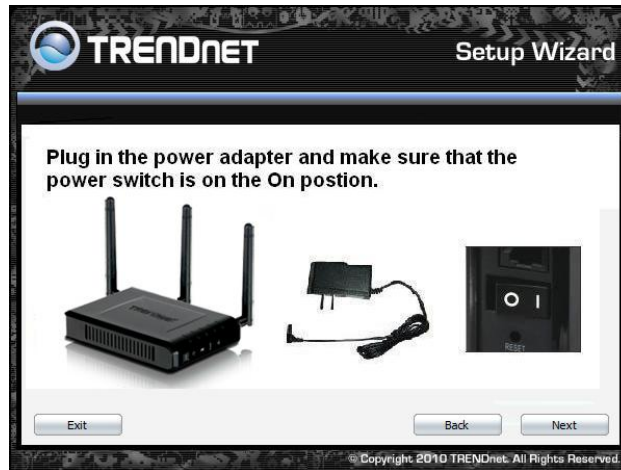 TRENDNET
Setup Wizard
Plug in the power adapter and make sure that the
power switch is on the On postion.
TRENDNET
O I
RESET
Exit
Back
Next
© Copyright 2010 TRENDnet. All Rights Reserved.